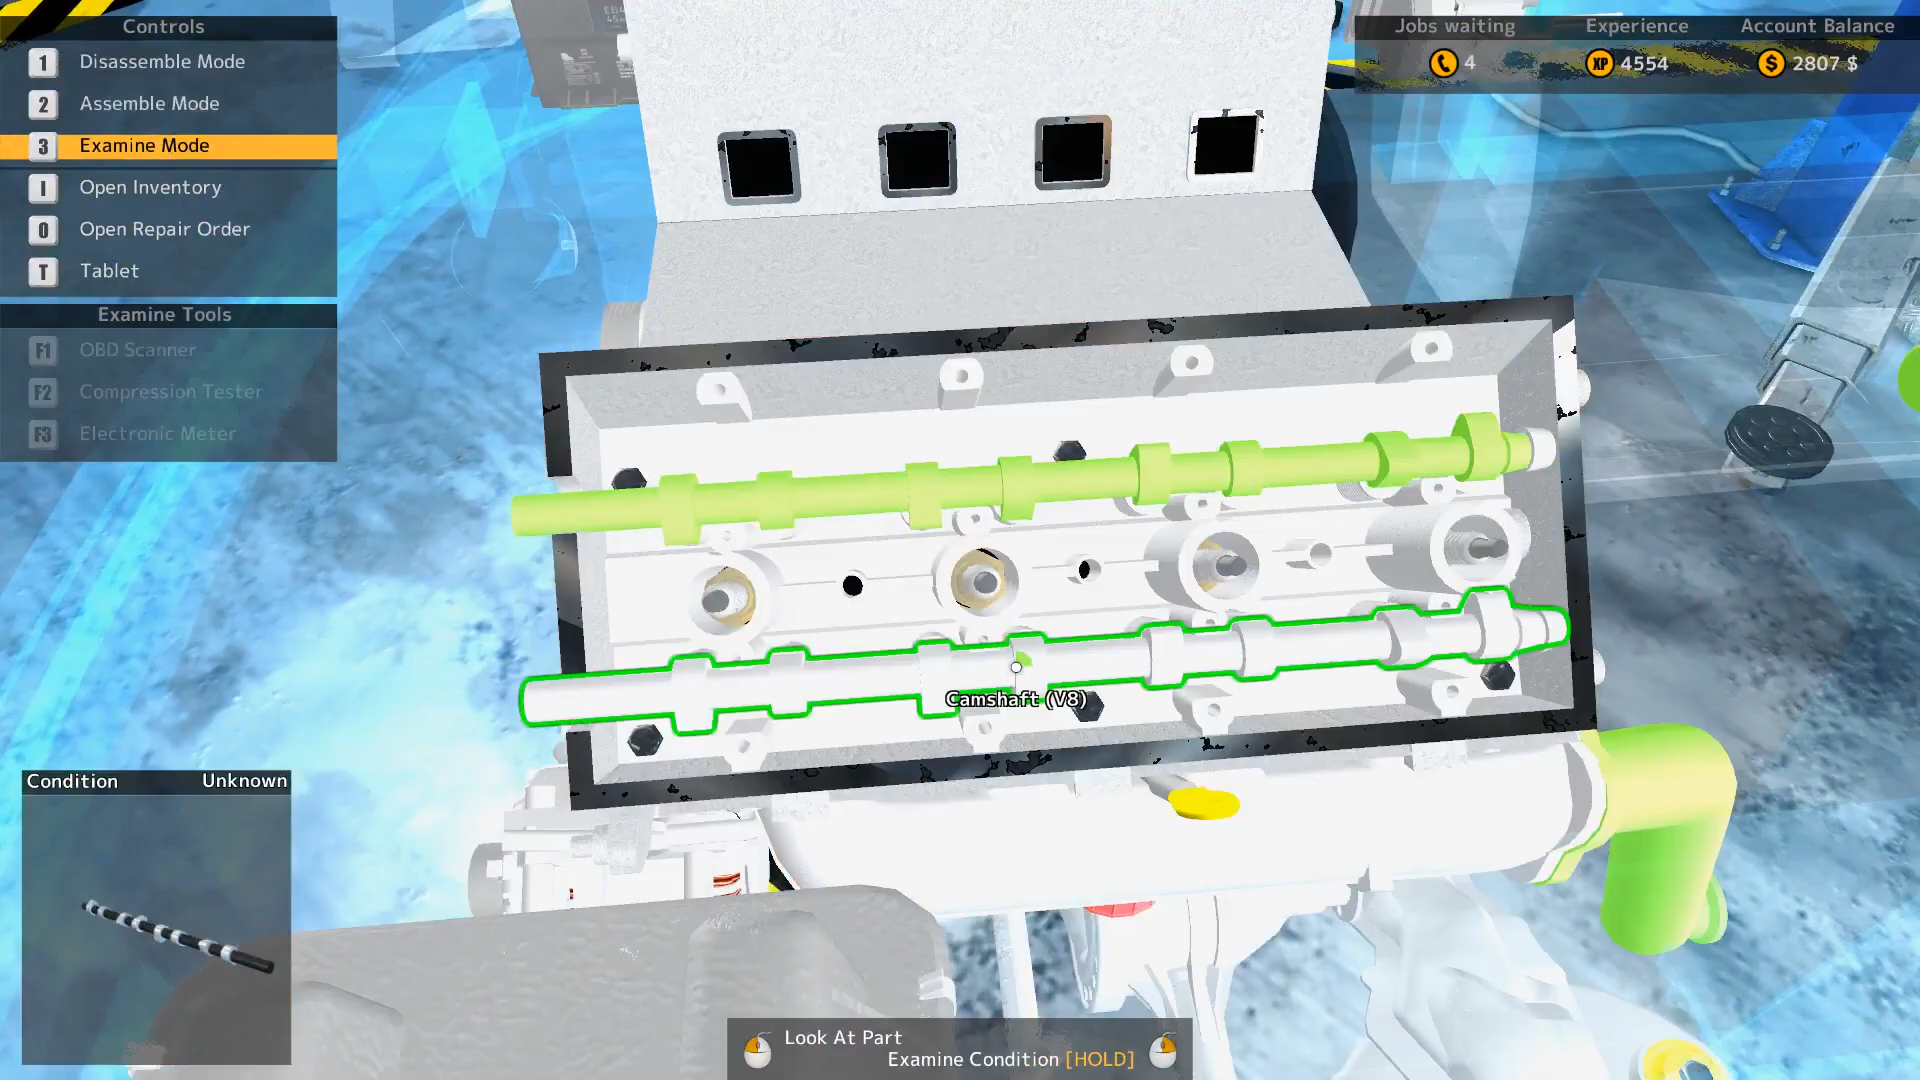 Controls
1 Disassemble Mode
2 Assemble Mode
3 Examine Mode
I Open Inventory
O Open Repair Order
T Tablet
Examine Tools
F1 OBD Scanner
F2 Compression Tester
F3 Electronic Meter
Jobs waiting Experience Account Balance
4 XP 4554 $ 2807 $
Camshaft (V8)
Condition Unknown
Look At Part
Examine Condition [HOLD]